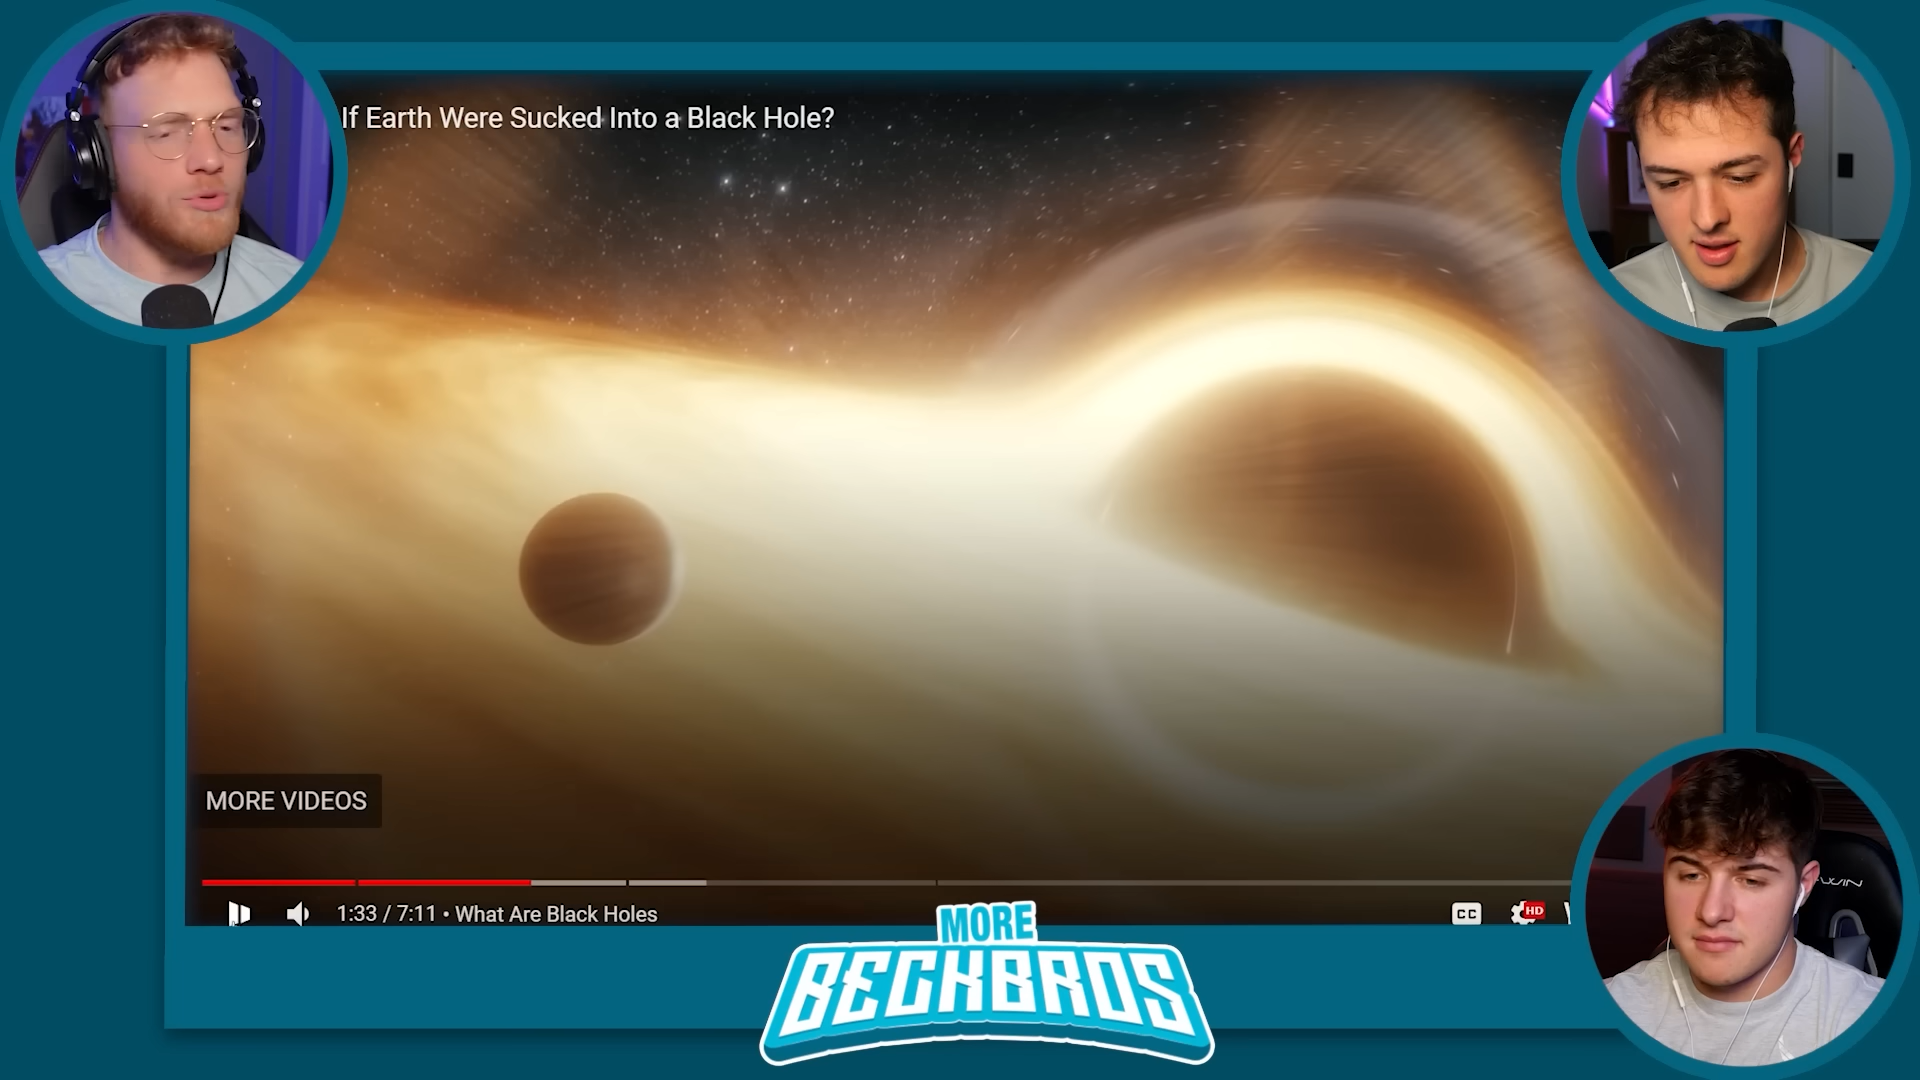 If Earth Were Sucked Into a Black Hole?
MORE VIDEOS
1:33 / 7:11 • What Are Black Holes
CC
HD
MORE
BECKBROS